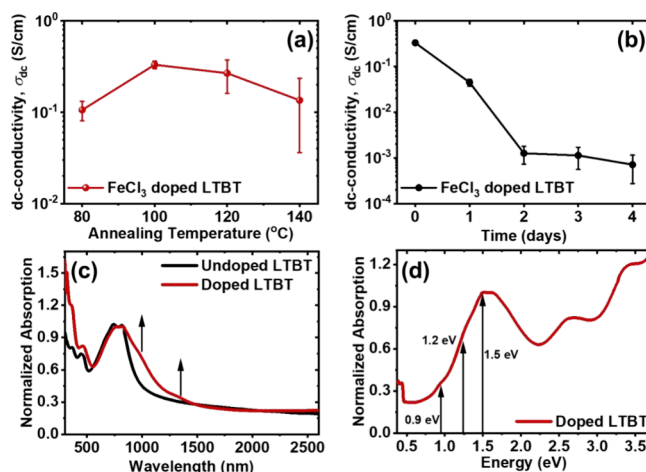 (a)
dc-conductivity, σdc (S/cm)
10⁰
10⁻¹
10⁻²
FeCl₃ doped LTBT
80 100 120 140
Annealing Temperature (°C)
(b)
dc-conductivity, σdc (S/cm)
10⁰
10⁻¹
10⁻²
10⁻³
10⁻⁴
FeCl₃ doped LTBT
0 1 2 3 4
Time (days)
(c)
Normalized Absorption
1.5
1.2
0.9
0.6
0.3
0.0
Undoped LTBT
Doped LTBT
500 1000 1500 2000 2500
Wavelength (nm)
(d)
Normalized Absorption
1.2
0.9
0.6
0.3
0.0
1.2 eV
1.5 eV
0.9 eV
Doped LTBT
0.5 1.0 1.5 2.0 2.5 3.0 3.5
Energy (eV)